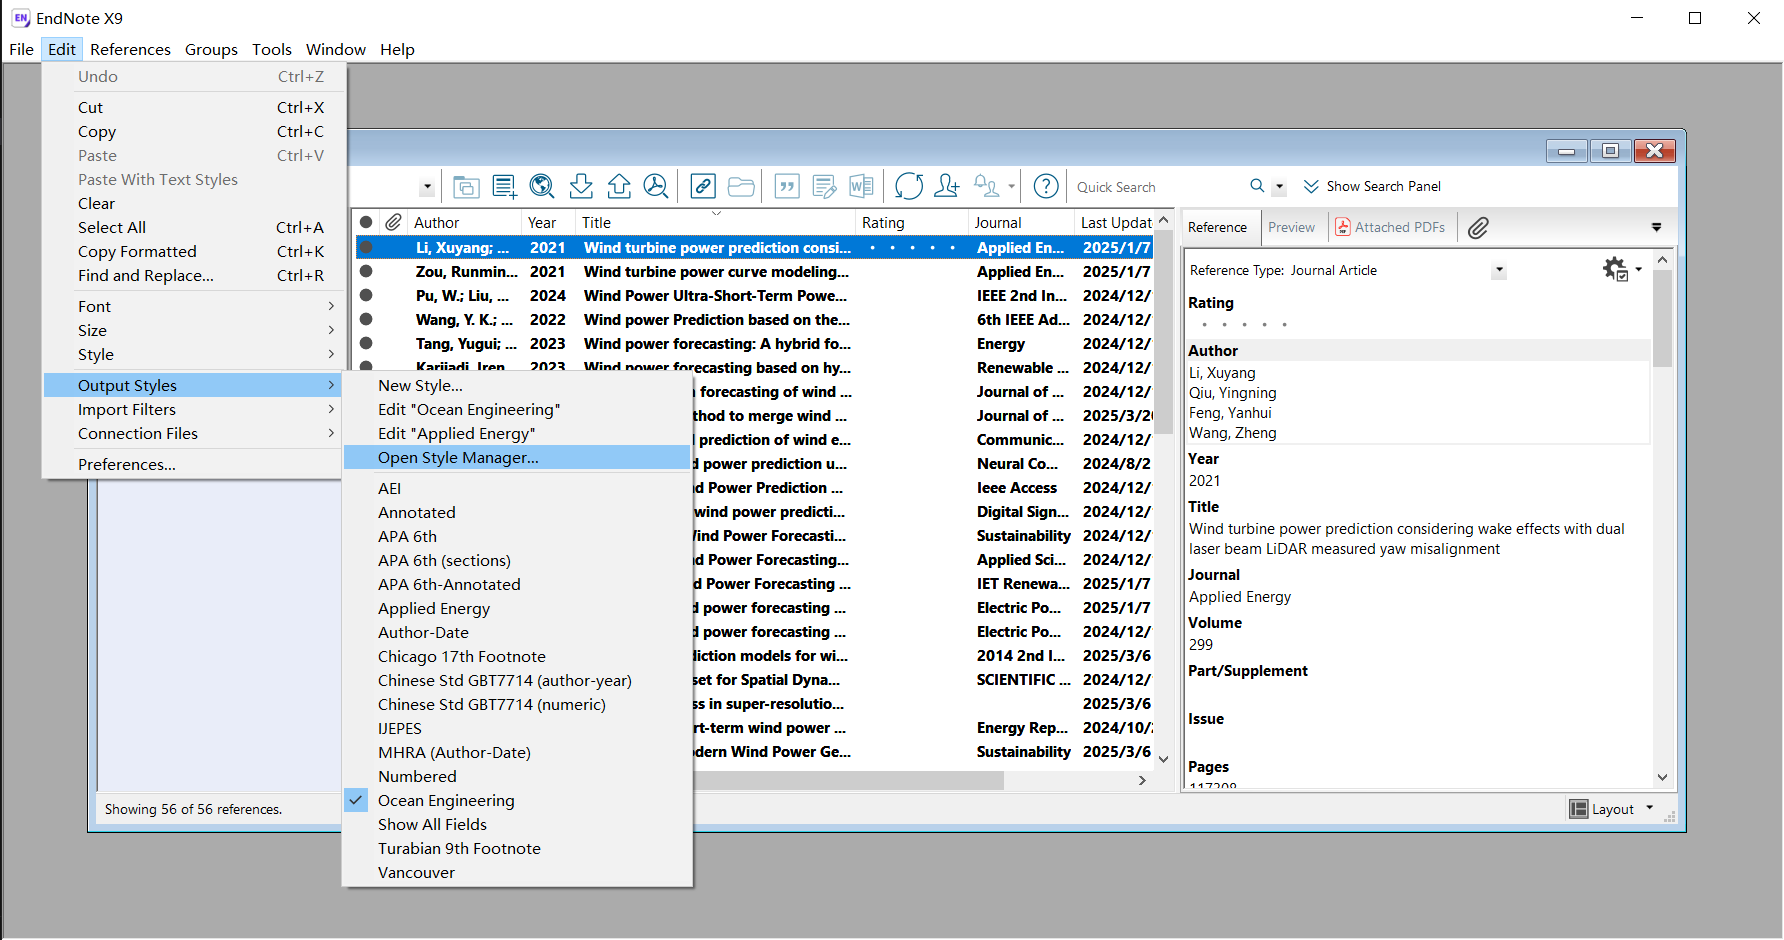 EndNote X9
File Edit References Groups Tools Window Help
Undo Ctrl+Z
Cut Ctrl+X
Copy Ctrl+C
Paste Ctrl+V
Paste With Text Styles
Clear
Select All Ctrl+A
Copy Formatted Ctrl+K
Find and Replace... Ctrl+R
Font
Size
Style
Output Styles
Import Filters
Connection Files
Preferences...
New Style...
Edit "Ocean Engineering"
Edit "Applied Energy"
Open Style Manager...
AEI
Annotated
APA 6th
APA 6th (sections)
APA 6th-Annotated
Applied Energy
Author-Date
Chicago 17th Footnote
Chinese Std GBT7714 (author-year)
Chinese Std GBT7714 (numeric)
IJEPES
MHRA (Author-Date)
Numbered
Ocean Engineering
Show All Fields
Turabian 9th Footnote
Vancouver
Quick Search Show Search Panel
Author Year Title Rating Journal Last Updat
Li, Xuyang; ... 2021 Wind turbine power prediction consi... Applied En... 2025/1/7
Zou, Runmin... 2021 Wind turbine power curve modeling... Applied En... 2025/1/7
Pu, W.; Liu, ... 2024 Wind Power Ultra-Short-Term Powe... IEEE 2nd In... 2024/12/
Wang, Y. K.; ... 2022 Wind power Prediction based on the... 6th IEEE Ad... 2024/12/
Tang, Yugui; ... 2023 Wind power forecasting: A hybrid fo... Energy 2024/12/
Karijadi, Iren 2023 Wind power forecasting based on hy... Renewable ... 2024/12/
forecasting of wind ... Journal of ... 2024/12/
thod to merge wind ... Journal of ... 2025/3/20
prediction of wind e... Communic... 2024/12/
d power prediction u... Neural Co... 2024/8/2
d Power Prediction ... Ieee Access 2024/12/
wind power predicti... Digital Sign... 2024/12/
Wind Power Forecasti... Sustainability 2024/12/
d Power Forecasting... Applied Sci... 2024/12/
d Power Forecasting ... IET Renewa... 2025/1/7
d power forecasting ... Electric Po... 2025/1/7
d power forecasting ... Electric Po... 2024/12/
diction models for wi... 2014 2nd I... 2025/3/6
set for Spatial Dyna... SCIENTIFIC ... 2024/12/
ss in super-resolutio... 2025/3/6
rt-term wind power ... Energy Rep... 2024/10/2
odern Wind Power Ge... Sustainability 2025/3/6
Showing 56 of 56 references.
Reference Preview Attached PDFs
Reference Type: Journal Article
Rating
Author
Li, Xuyang
Qiu, Yingning
Feng, Yanhui
Wang, Zheng
Year
2021
Title
Wind turbine power prediction considering wake effects with dual
laser beam LiDAR measured yaw misalignment
Journal
Applied Energy
Volume
299
Part/Supplement
Issue
Pages
117308
Layout